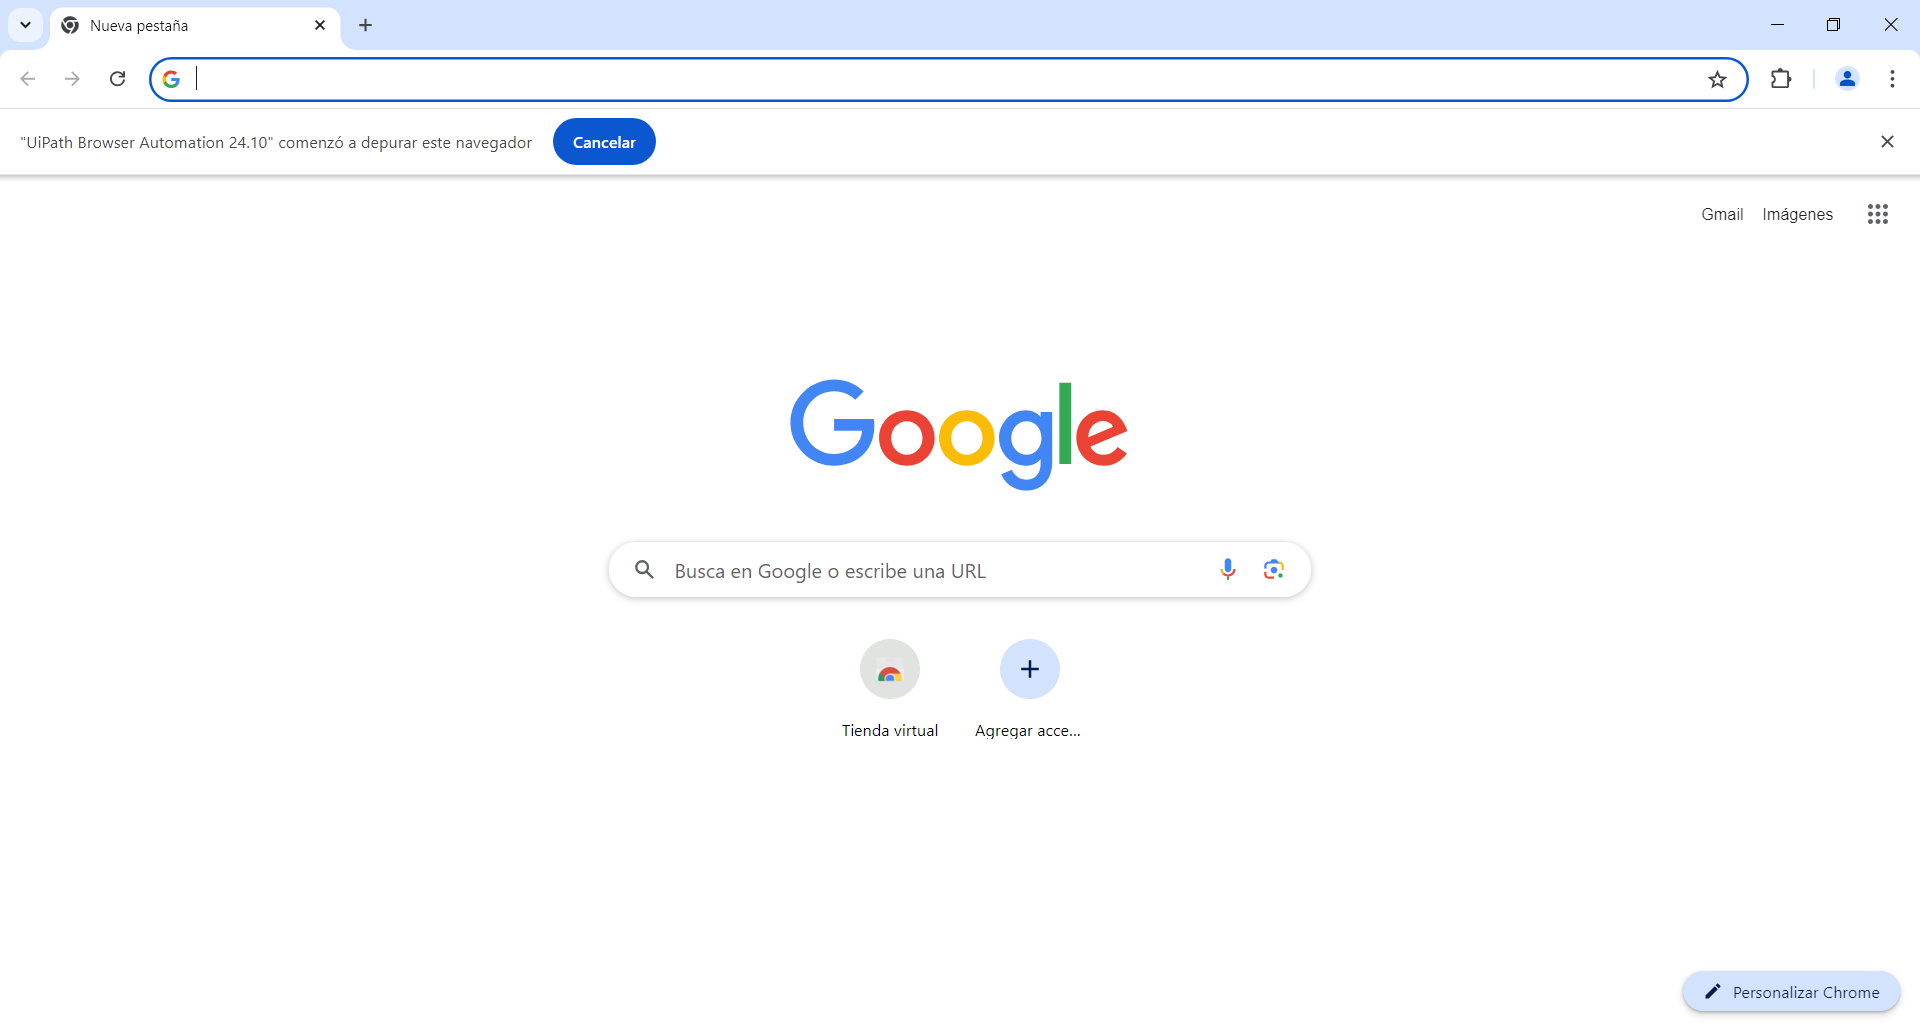 Nueva pestaña
"UiPath Browser Automation 24.10" comenzó a depurar este navegador
Cancelar
Gmail
Imágenes
Google
Busca en Google o escribe una URL
Tienda virtual
Agregar acce...
Personalizar Chrome